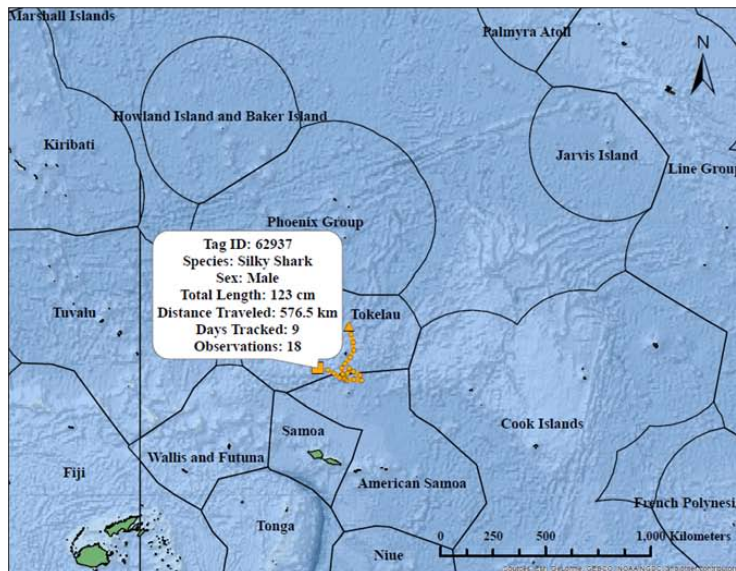 Marshall Islands
Palmyra Atoll
N
Howland Island and Baker Island
Kiribati
Jarvis Island
Line Group
Phoenix Group
Tag ID: 62937
Species: Silky Shark
Sex: Male
Total Length: 123 cm
Distance Traveled: 576.5 km
Days Tracked: 9
Observations: 18
Tuvalu
Tokelau
Cook Islands
Samoa
Wallis and Futuna
Fiji
American Samoa
French Polynesia
Tonga
Niue
0 250 500 1,000 Kilometers